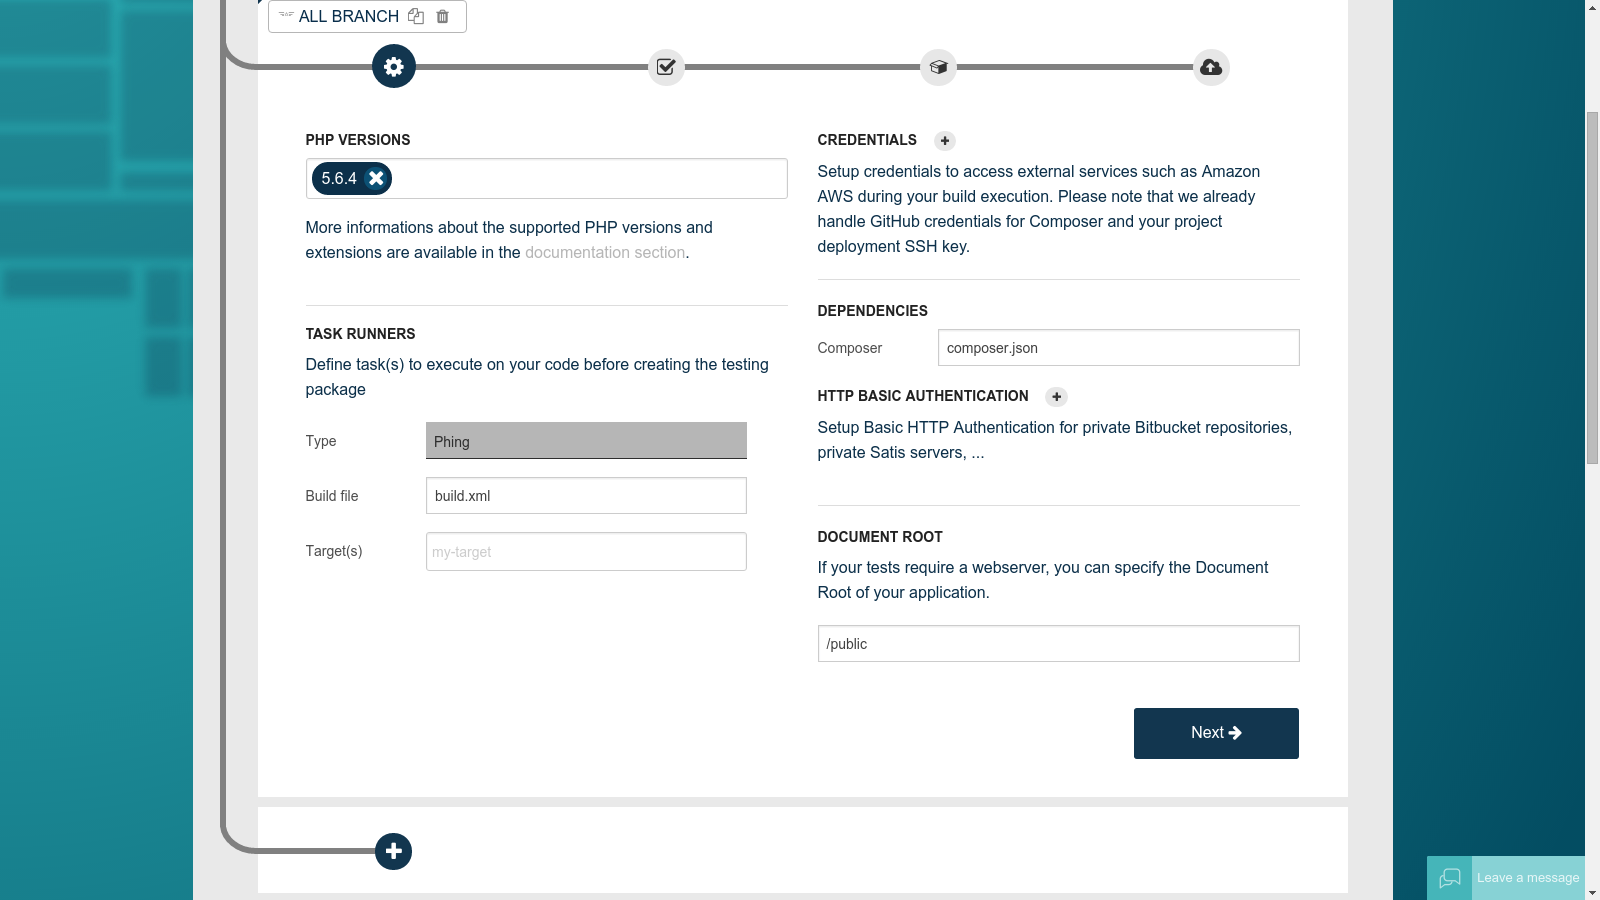 ALL BRANCH
PHP VERSIONS
5.6.4
More informations about the supported PHP versions and
extensions are available in the documentation section.
TASK RUNNERS
Define task(s) to execute on your code before creating the testing
package
Type
Phing
Build file
build.xml
Target(s)
my-target
CREDENTIALS
Setup credentials to access external services such as Amazon
AWS during your build execution. Please note that we already
handle GitHub credentials for Composer and your project
deployment SSH key.
DEPENDENCIES
Composer
composer.json
HTTP BASIC AUTHENTICATION
Setup Basic HTTP Authentication for private Bitbucket repositories,
private Satis servers, ...
DOCUMENT ROOT
If your tests require a webserver, you can specify the Document
Root of your application.
/public
Next
Leave a message